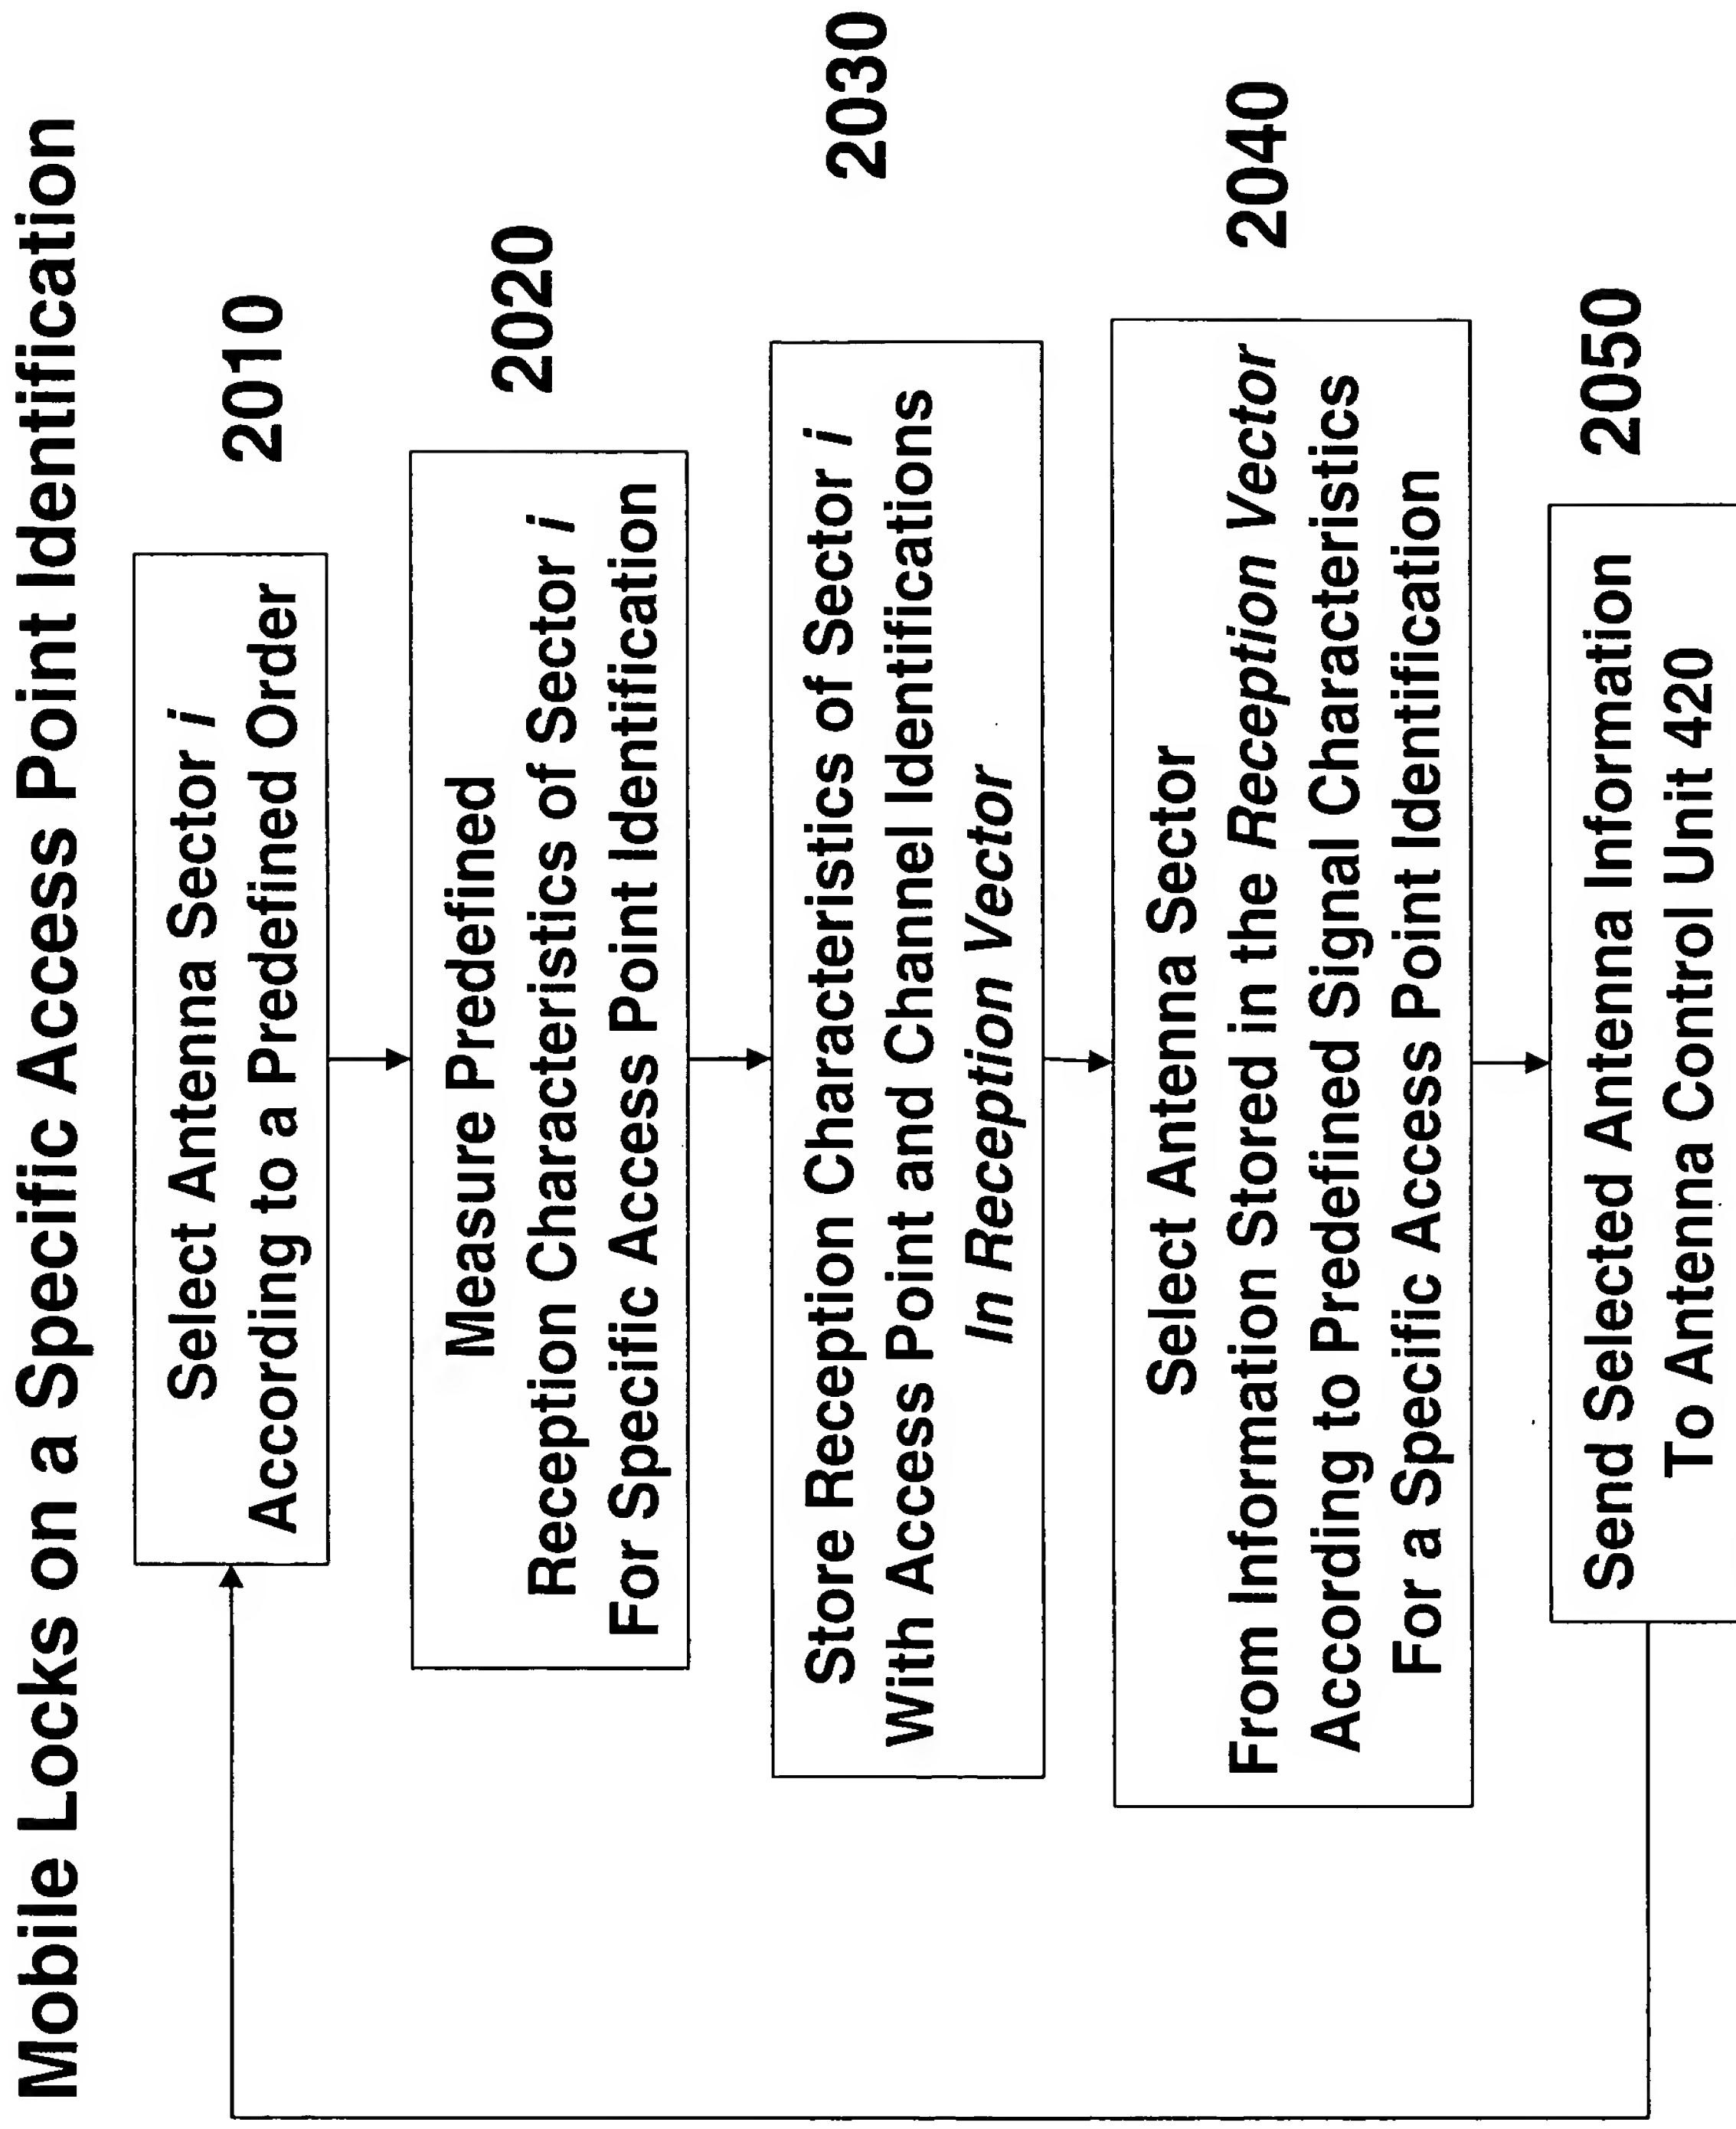 Mobile Locks on a Specific Access Point Identification
Select Antenna Sector i
According to a Predefined Order
2010
Measure Predefined
Reception Characteristics of Sector i
For Specific Access Point Identification
2020
Store Reception Characteristics of Sector i
With Access Point and Channel Identifications
In Reception Vector
2030
Select Antenna Sector
From Information Stored in the Reception Vector
According to Predefined Signal Characteristics
For a Specific Access Point Identification
2040
Send Selected Antenna Information
To Antenna Control Unit 420
2050